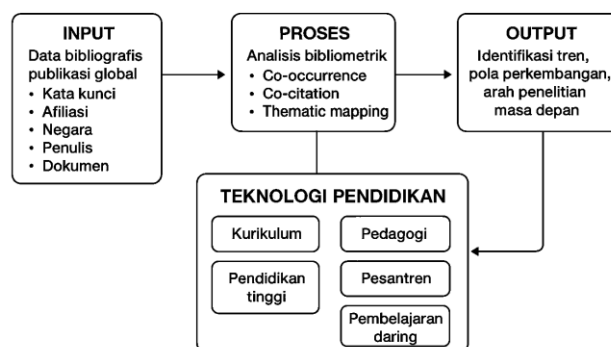 INPUT
Data bibliografis
publikasi global
• Kata kunci
• Afiliasi
• Negara
• Penulis
• Dokumen
PROSES
Analisis bibliometrik
• Co-occurrence
• Co-citation
• Thematic mapping
OUTPUT
Identifikasi tren,
pola perkembangan,
arah penelitian
masa depan
TEKNOLOGI PENDIDIKAN
Kurikulum
Pedagogi
Pendidikan
tinggi
Pesantren
Pembelajaran
daring